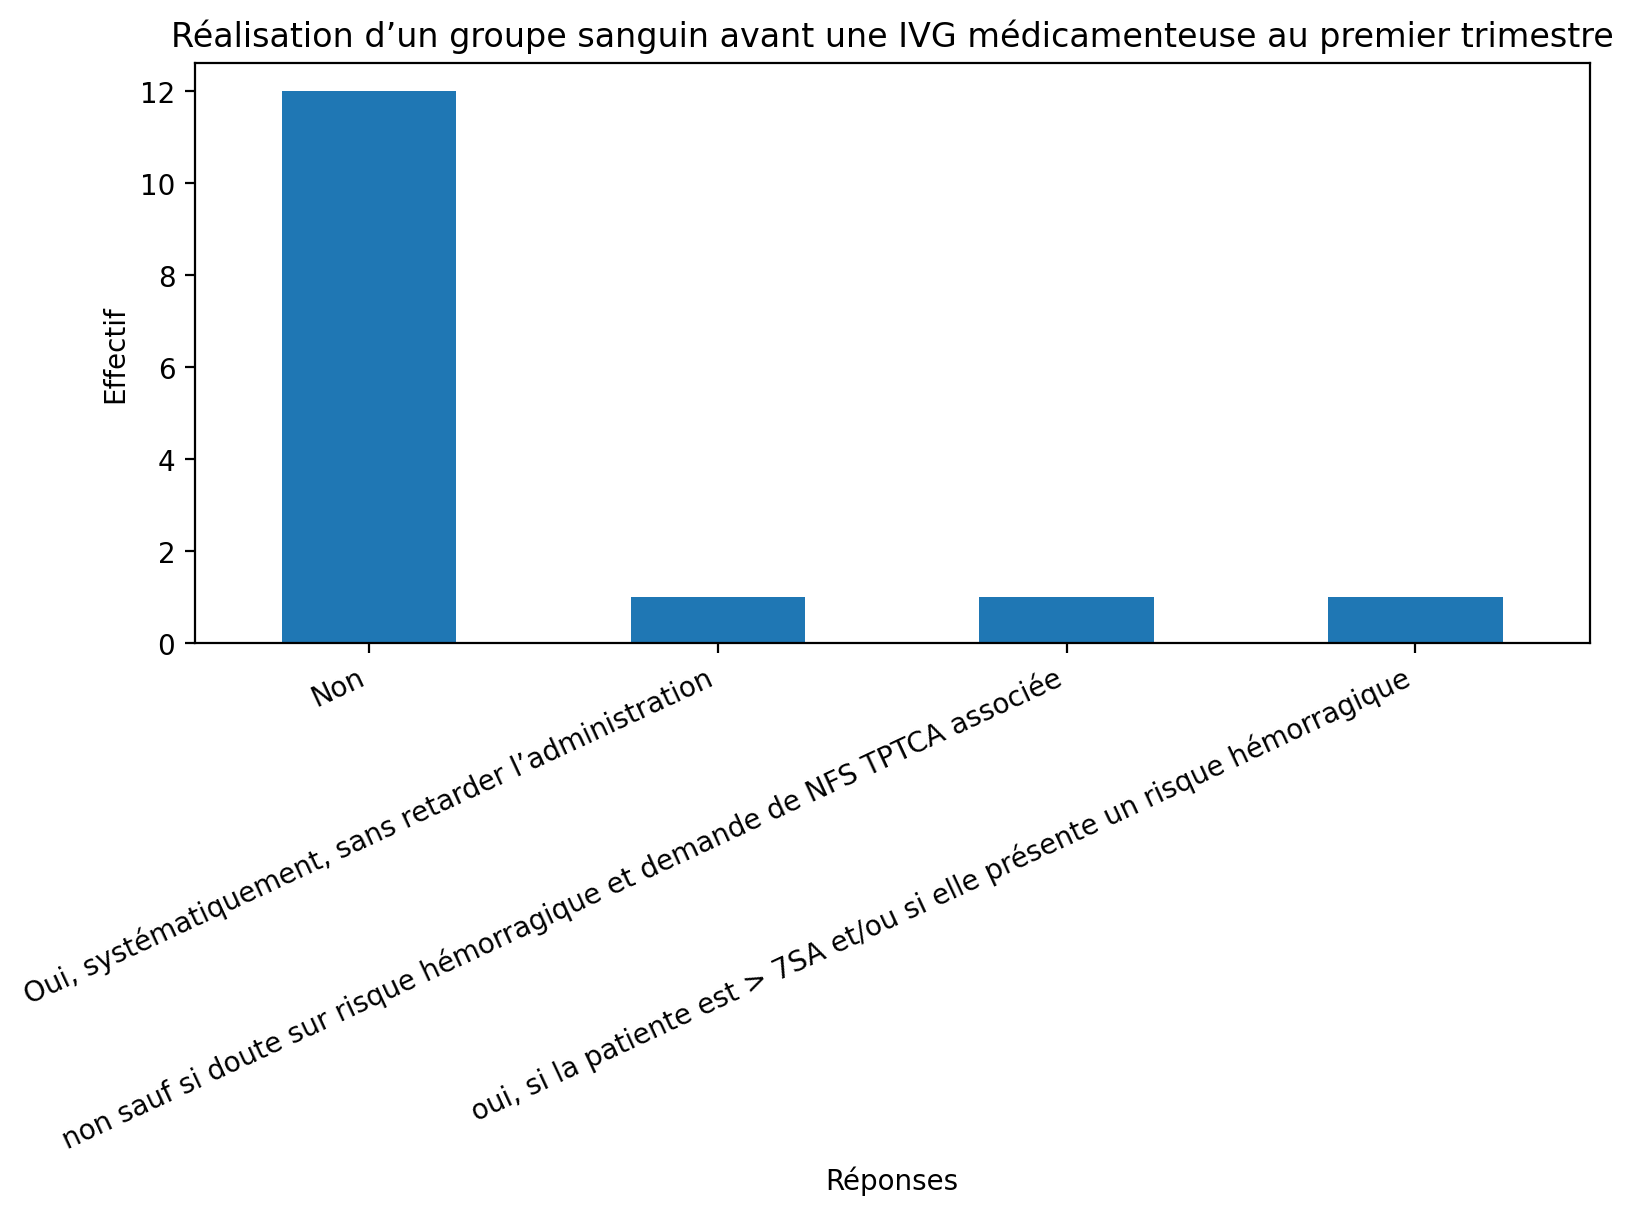 Réalisation d’un groupe sanguin avant une IVG médicamenteuse au premier trimestre
12
10
8
6
4
2
0
Effectif
Non
Oui, systématiquement, sans retarder l’administration
non sauf si doute sur risque hémorragique et demande de NFS TPTCA associée
oui, si la patiente est > 7SA et/ou si elle présente un risque hémorragique
Réponses